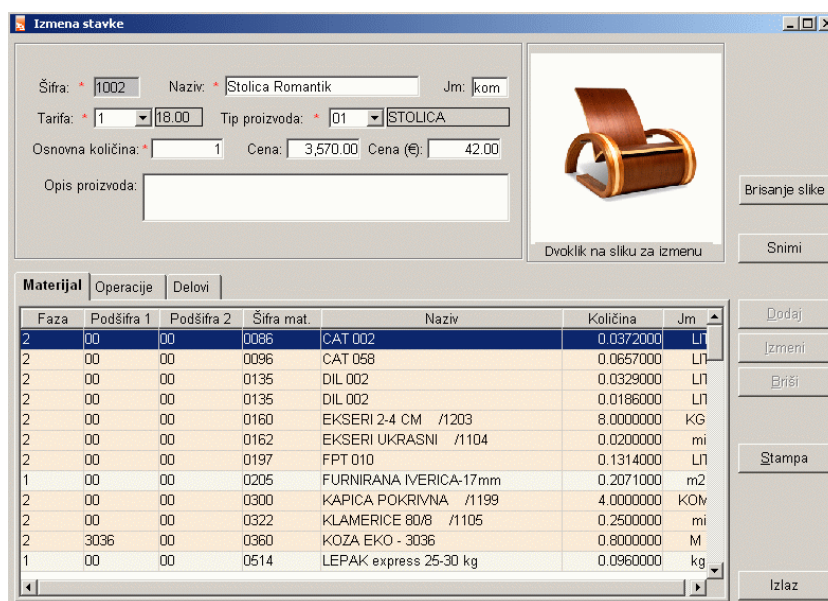 Izmena stavke
Šifra: * 1002 Naziv: * Stolica Romantik Jm: kom
Tarifa: * 1 18.00 Tip proizvoda: * 01 STOLICA
Osnovna količina: * 1 Cena: 3,570.00 Cena (€): 42.00
Opis proizvoda:
Dvoklik na sliku za izmenu
Brisanje slike
Snimi
Materijal Operacije Delovi
Faza Podšifra 1 Podšifra 2 Šifra mat. Naziv Količina Jm
2 00 00 0086 CAT 002 0.0372000 LIT
2 00 00 0096 CAT 058 0.0657000 LIT
2 00 00 0135 DIL 002 0.0329000 LIT
2 00 00 0135 DIL 002 0.0186000 LIT
2 00 00 0160 EKSERI 2-4 CM /1203 8.0000000 KG
2 00 00 0162 EKSERI UKRASNI /1104 0.0200000 mi
2 00 00 0197 FPT 010 0.1314000 LIT
1 00 00 0205 FURNIRANA IVERICA-17mm 0.2071000 m2
2 00 00 0300 KAPICA POKRIVNA /1199 4.0000000 KOM
2 00 00 0322 KLAMERICE 80/8 /1105 0.2500000 mi
2 3036 00 0360 KOZA EKO - 3036 0.8000000 M
1 00 00 0514 LEPAK express 25-30 kg 0.0960000 kg
Dodaj
Izmeni
Briši
Stampa
Izlaz